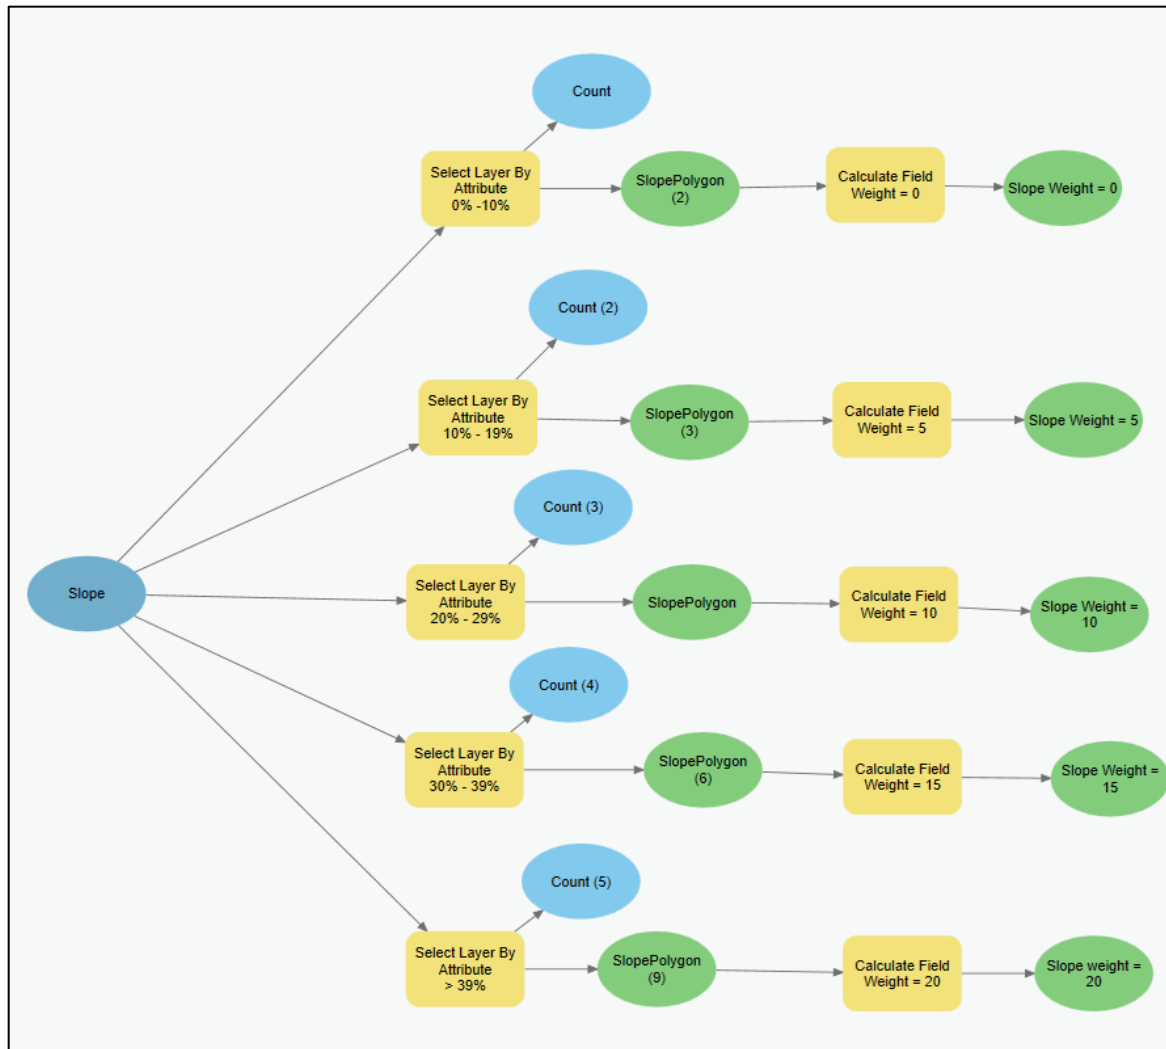 Count
Select Layer By
Attribute
0% -10%
SlopePolygon
(2)
Calculate Field
Weight = 0
Slope Weight = 0
Count (2)
Select Layer By
Attribute
10% - 19%
SlopePolygon
(3)
Calculate Field
Weight = 5
Slope Weight = 5
Count (3)
Slope
Select Layer By
Attribute
20% - 29%
SlopePolygon
Calculate Field
Weight = 10
Slope Weight =
10
Count (4)
Select Layer By
Attribute
30% - 39%
SlopePolygon
(6)
Calculate Field
Weight = 15
Slope Weight =
15
Count (5)
Select Layer By
Attribute
> 39%
SlopePolygon
(9)
Calculate Field
Weight = 20
Slope weight =
20